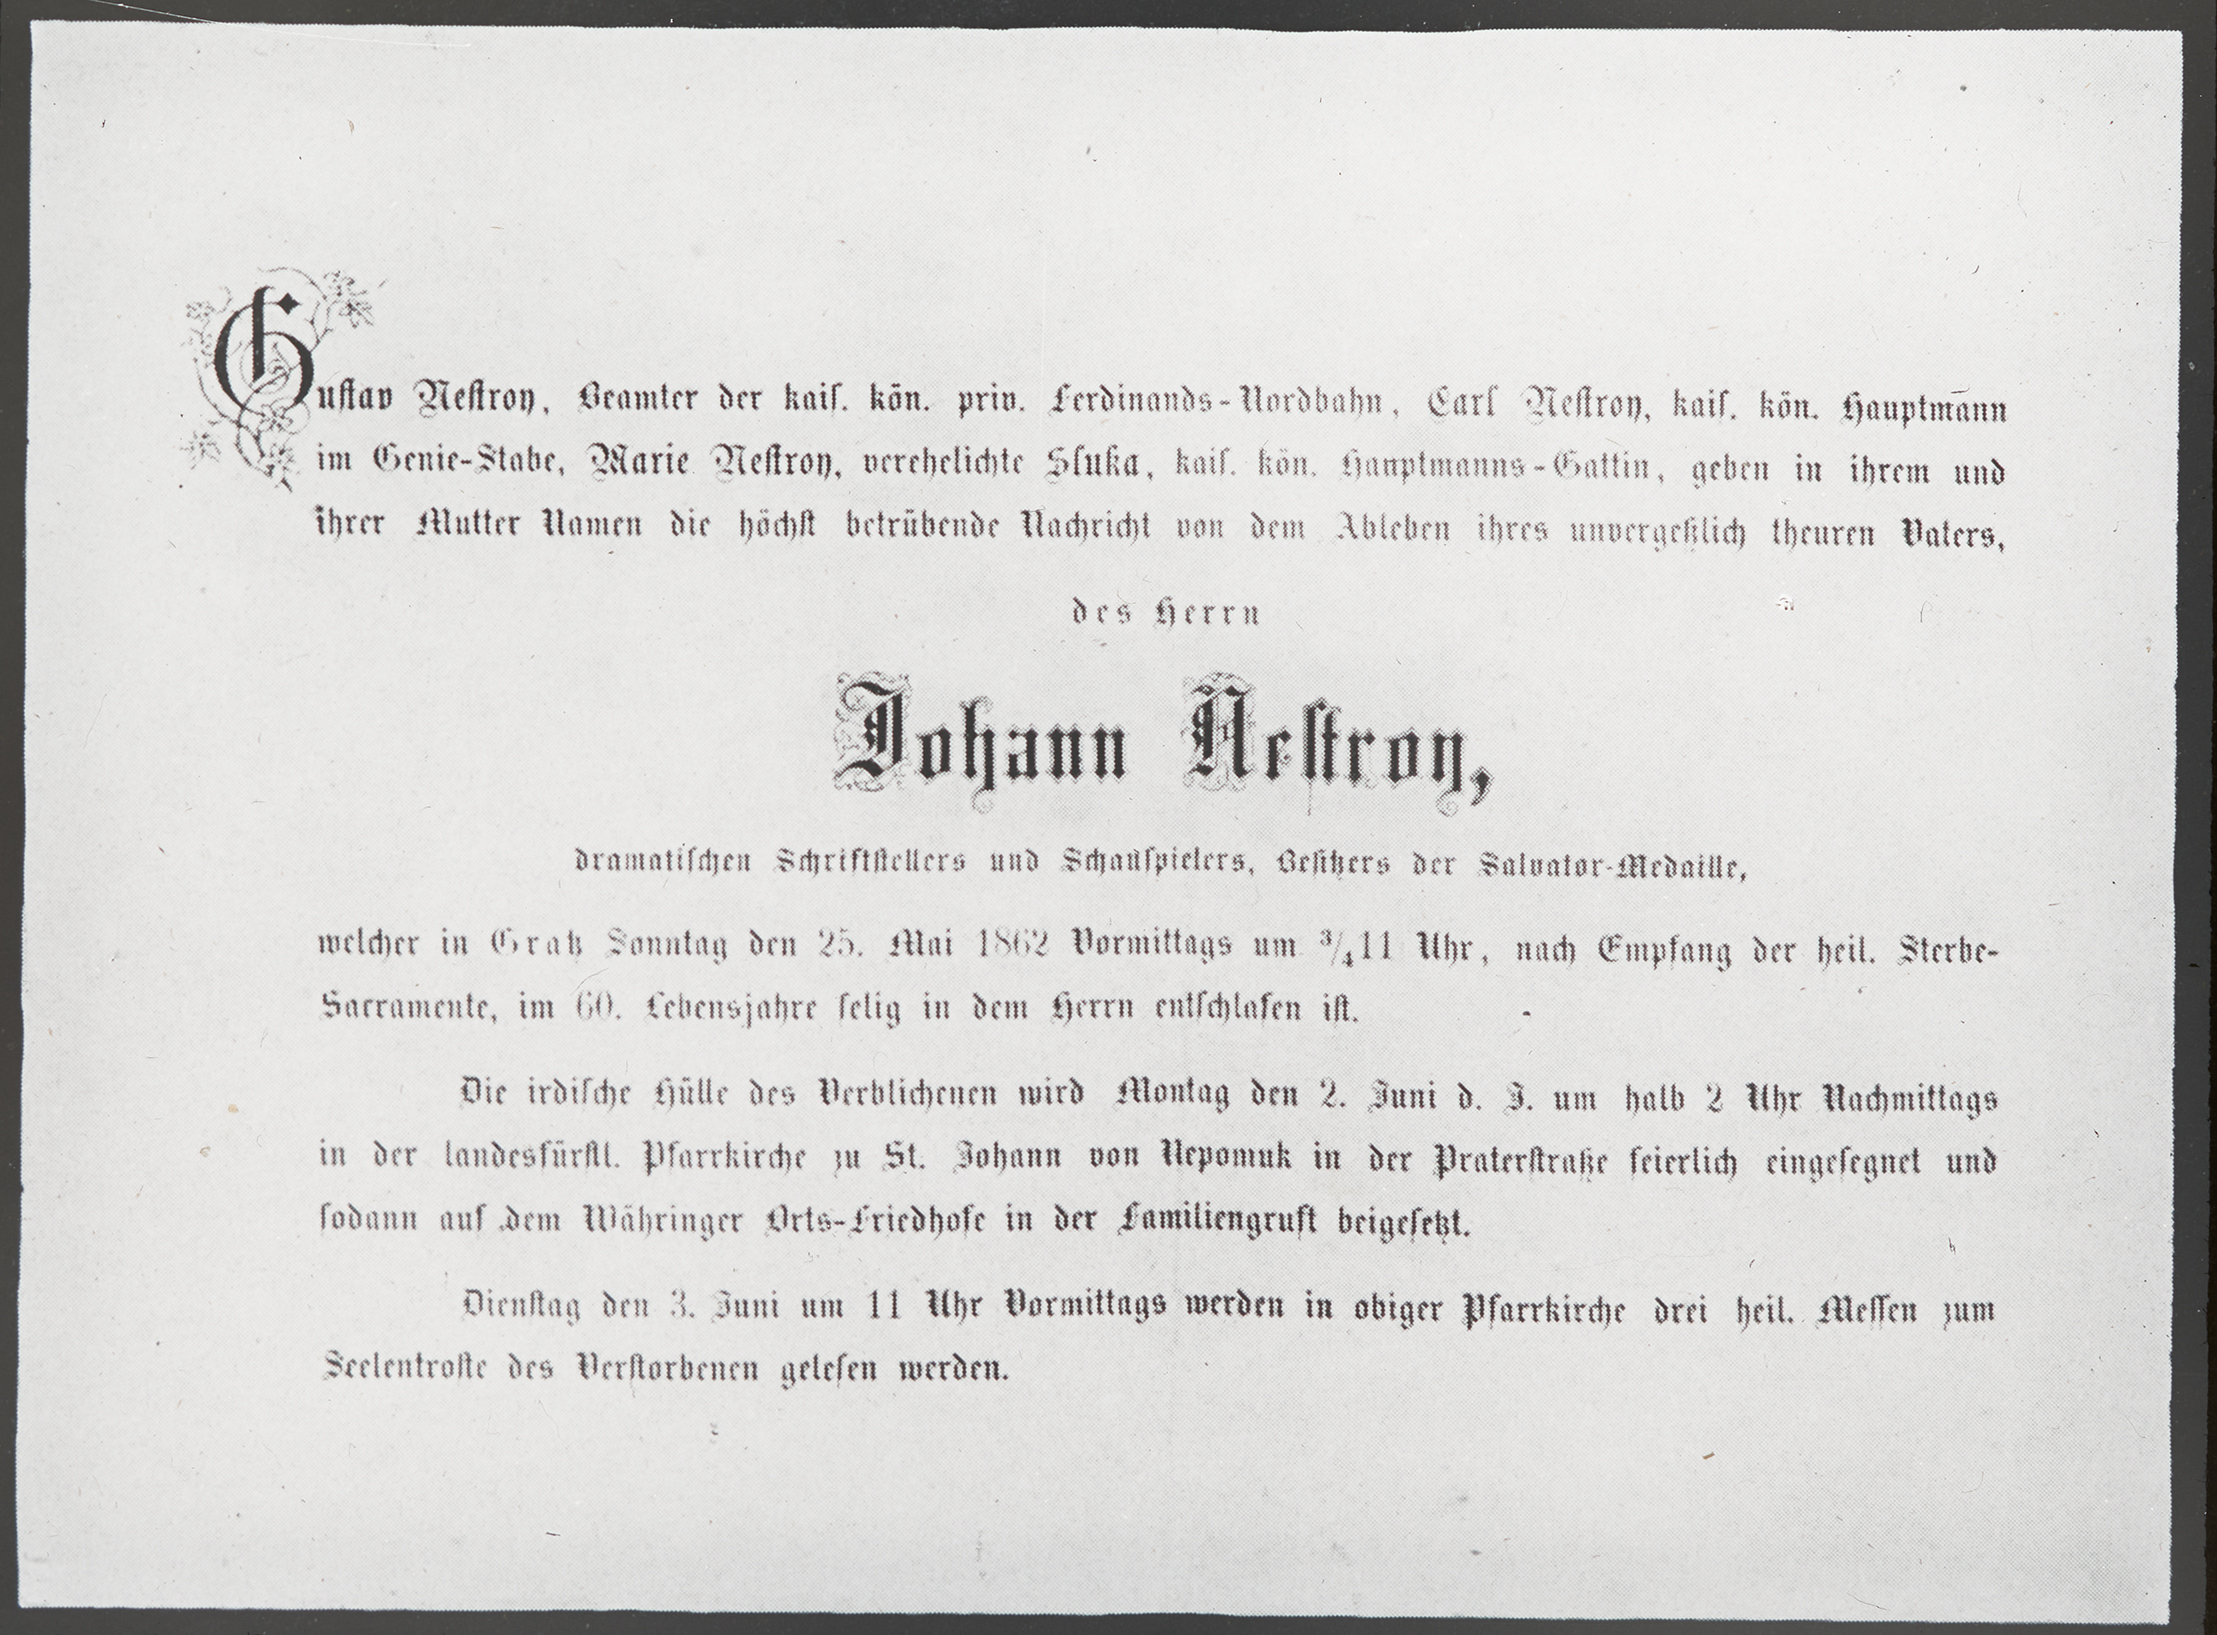 Gustav Nestroy, Beamter der kais. kön. priv. Ferdinands-Nordbahn, Carl Nestroy, kais. kön. Hauptmann
im Genie-Stabe, Marie Nestroy, verehelichte Sluka, kais. kön. Hauptmanns-Gattin, geben in ihrem und
ihrer Mutter Namen die höchst betrübende Nachricht von dem Ableben ihres unvergeßlich theuren Vaters,
des Herrn
Johann Nestroy,
dramatischen Schriftstellers und Schauspielers, Besitzers der Salvator-Medaille,
welcher in Gratz Sonntag den 25. Mai 1862 Vormittags um 3/4 11 Uhr, nach Empfang der heil. Sterbe-
Sacramente, im 60. Lebensjahre selig in dem Herrn entschlafen ist.
Die irdische Hülle des Verblichenen wird Montag den 2. Juni d. J. um halb 2 Uhr Nachmittags
in der landesfürstl. Pfarrkirche zu St. Johann von Nepomuk in der Praterstraße feierlich eingesegnet und
sodann auf dem Währinger Orts-Friedhofe in der Familiengruft beigesetzt.
Dienstag den 3. Juni um 11 Uhr Vormittags werden in obiger Pfarrkirche drei heil. Messen zum
Seelentroste des Verstorbenen gelesen werden.